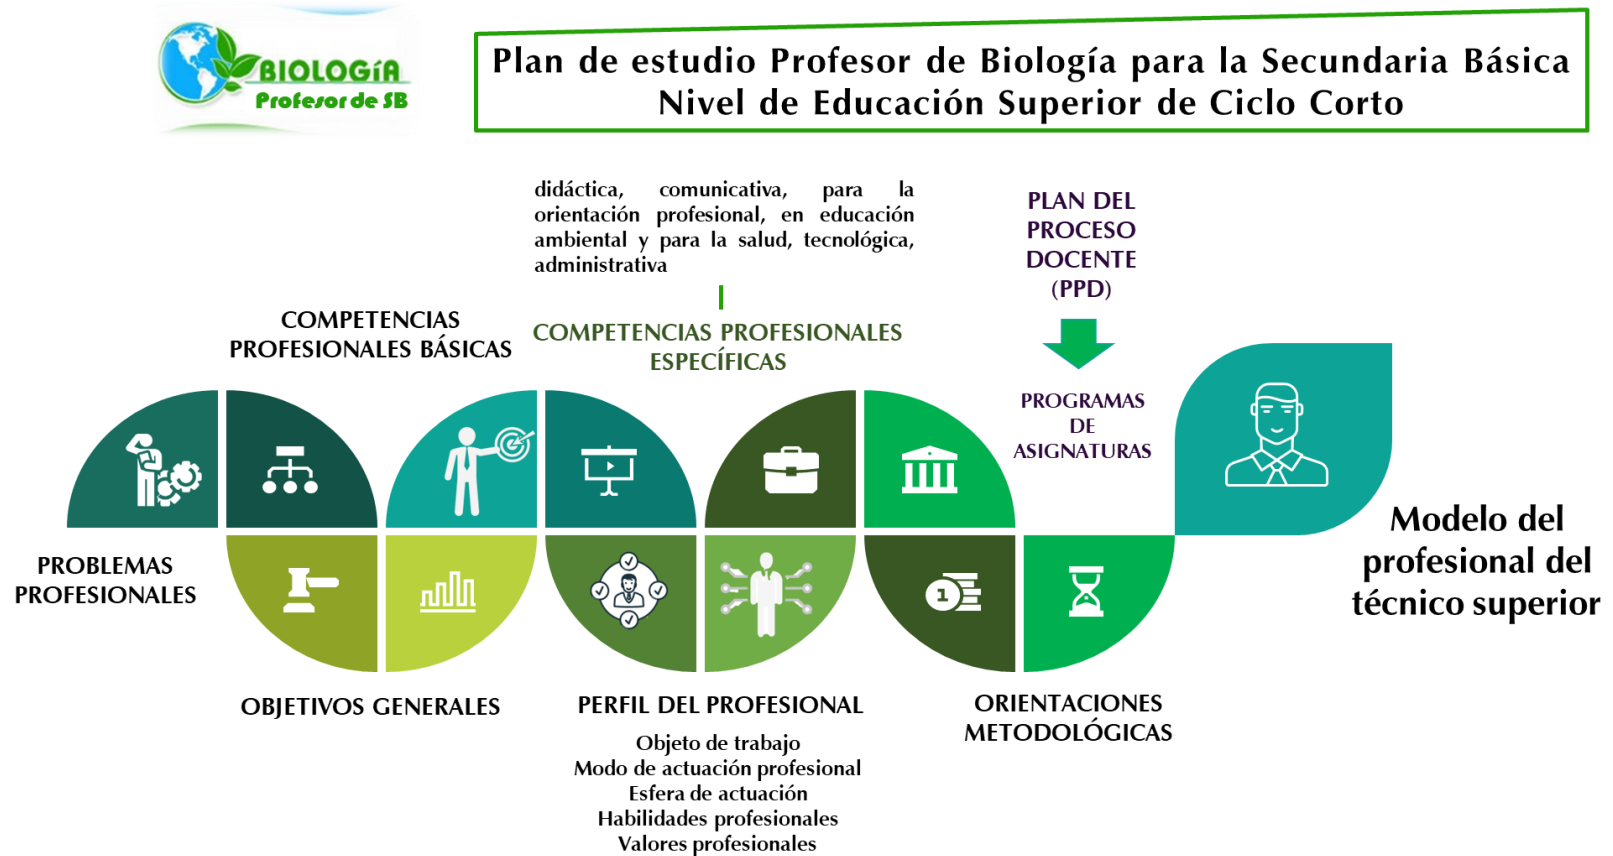 BIOLOGÍA
Profesor de SB
Plan de estudio Profesor de Biología para la Secundaria Básica
Nivel de Educación Superior de Ciclo Corto
didáctica, comunicativa, para la
orientación profesional, en educación
ambiental y para la salud, tecnológica,
administrativa
PLAN DEL
PROCESO
DOCENTE
(PPD)
COMPETENCIAS
PROFESIONALES BÁSICAS
COMPETENCIAS PROFESIONALES
ESPECÍFICAS
PROGRAMAS
DE
ASIGNATURAS
Modelo del
profesional del
técnico superior
PROBLEMAS
PROFESIONALES
1
OBJETIVOS GENERALES
PERFIL DEL PROFESIONAL
Objeto de trabajo
Modo de actuación profesional
Esfera de actuación
Habilidades profesionales
Valores profesionales
ORIENTACIONES
METODOLÓGICAS